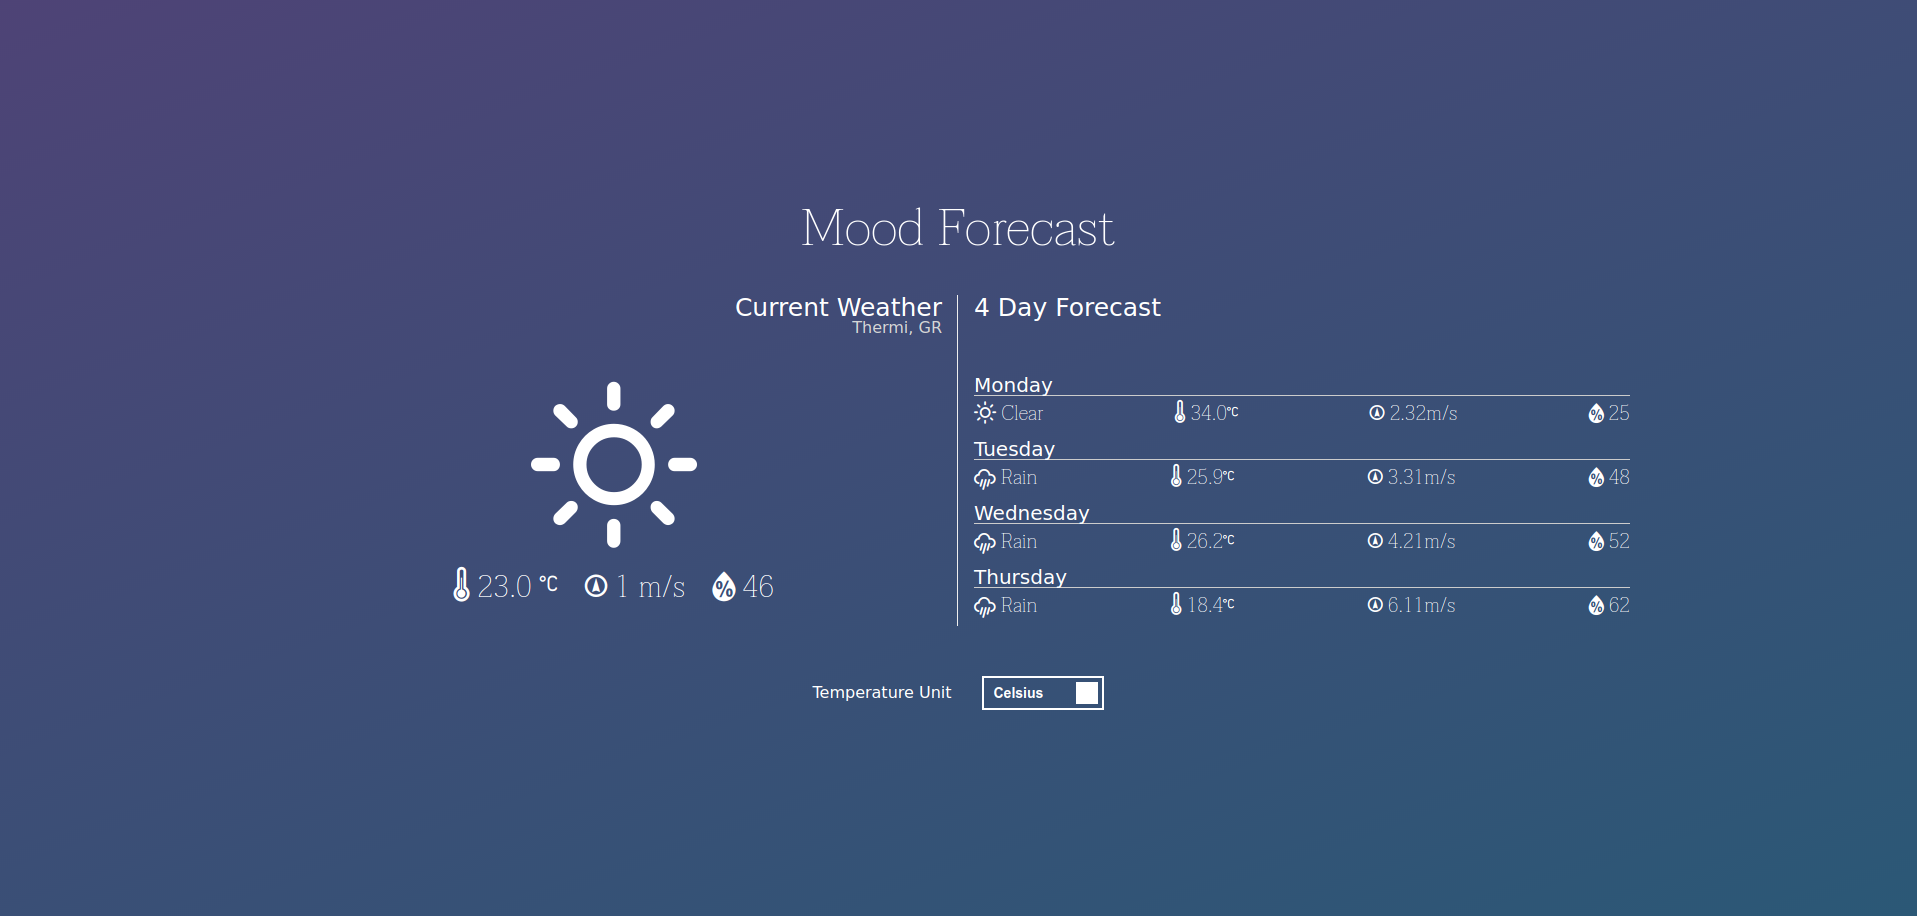 Mood Forecast
Current Weather
Thermi, GR
23.0 °C 1 m/s % 46
4 Day Forecast
Monday
Clear 34.0°C 2.32m/s % 25
Tuesday
Rain 25.9°C 3.31m/s % 48
Wednesday
Rain 26.2°C 4.21m/s % 52
Thursday
Rain 18.4°C 6.11m/s % 62
Temperature Unit Celsius